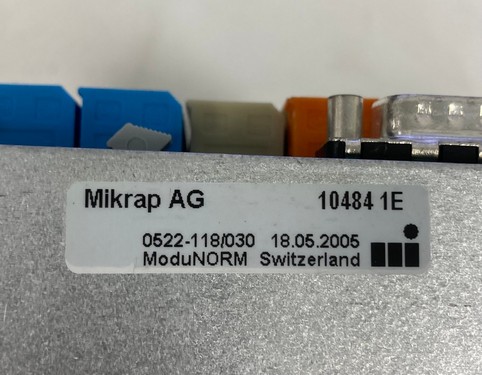 Mikrap AG 10484 1E
0522-118/030 18.05.2005
ModuNORM Switzerland